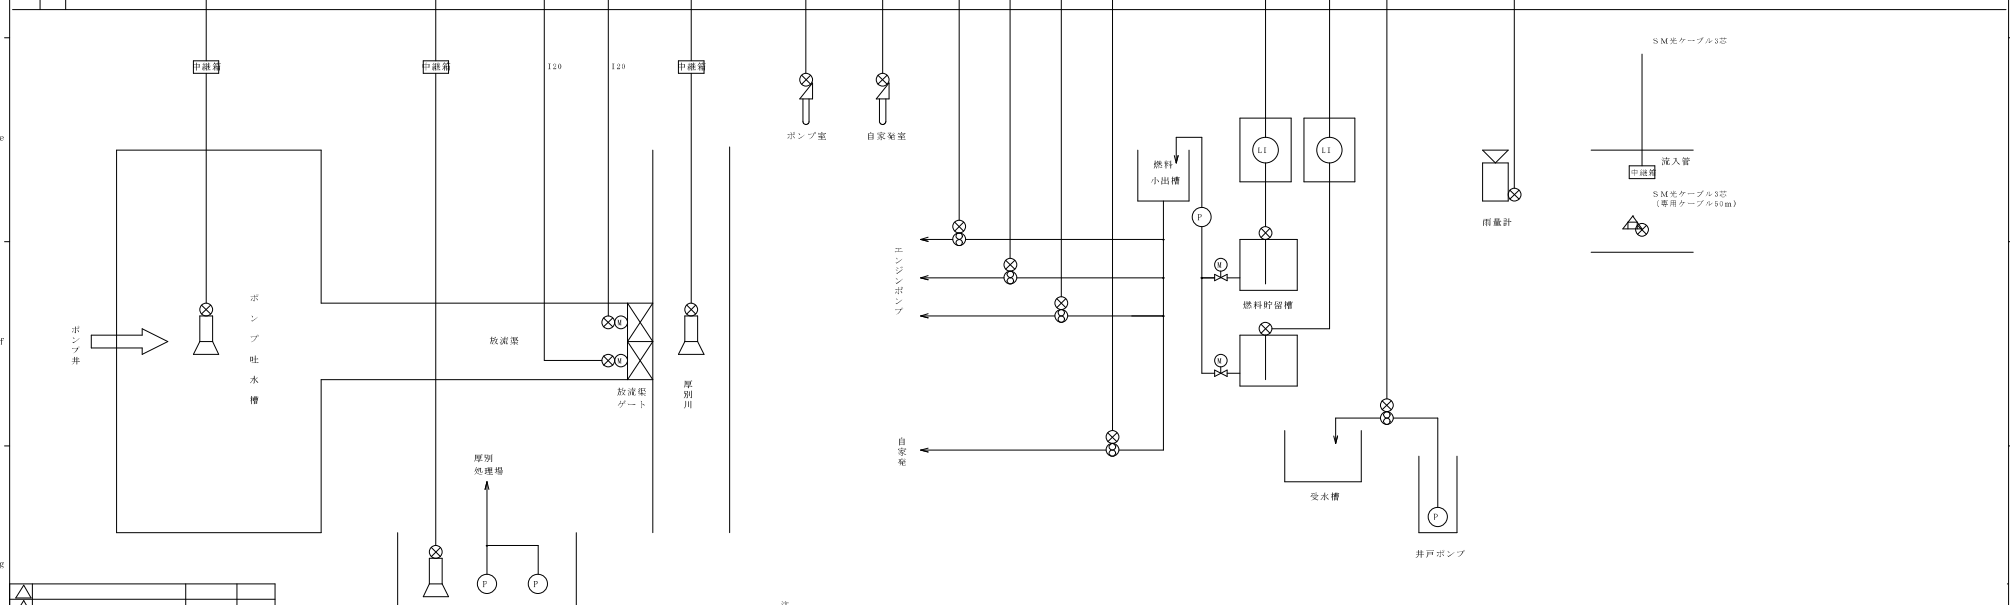 SM光ケーブル3芯
中継箱
中継箱
I20
I20
中継箱
ポンプ室
自家発室
e
燃料
小出槽
LI
LI
流入管
中継箱
SM光ケーブル3芯
(専用ケーブル50m)
P
雨量計
エンジンポンプ
M
燃料貯留槽
ポンプ井
ポンプ吐水槽
放流渠
M
M
f
放流渠
ゲート
厚別川
M
自家発
厚別
処理場
受水槽
P
井戸ポンプ
g
P
P